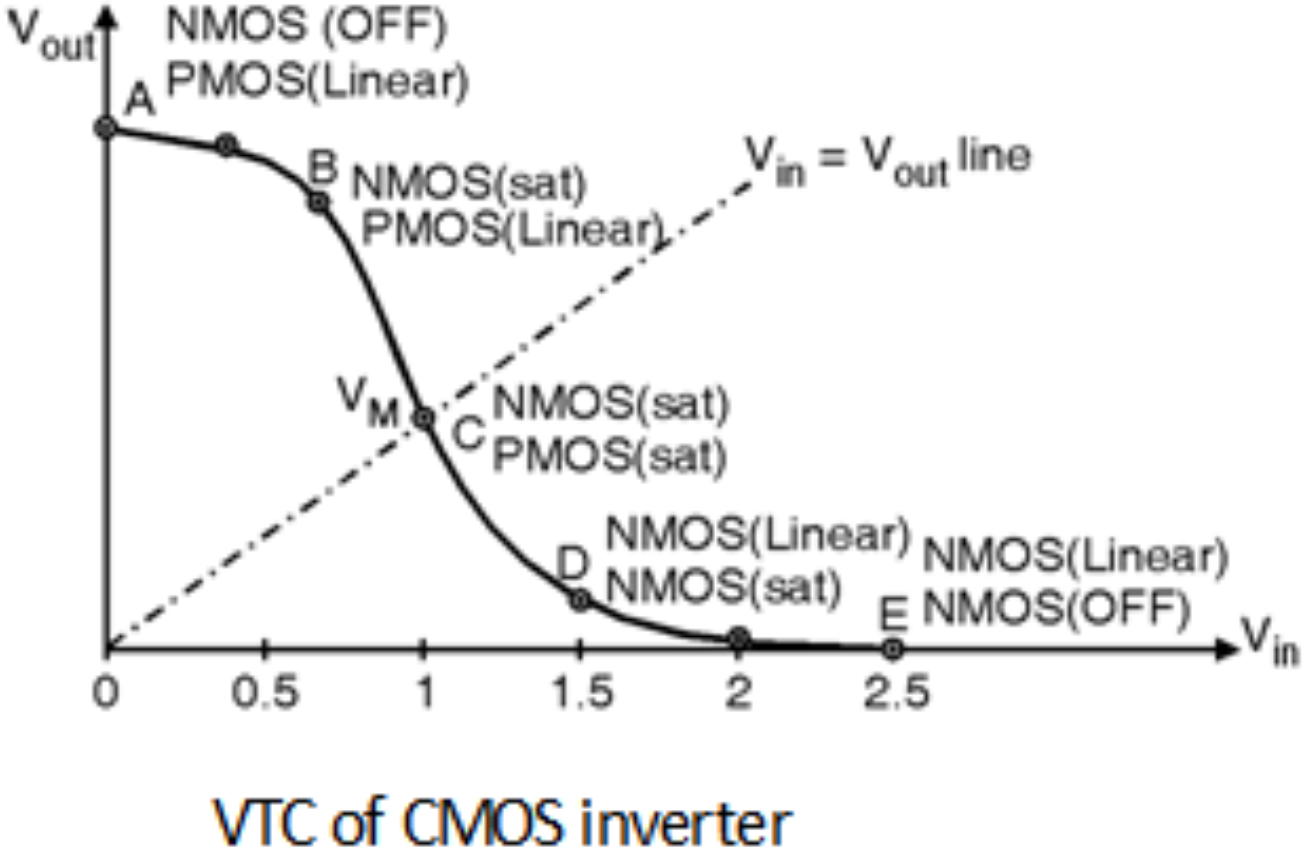 Vout
NMOS (OFF)
A PMOS(Linear)
Vin = Vout line
B NMOS(sat)
PMOS(Linear)
VM
NMOS(sat)
C PMOS(sat)
NMOS(Linear)
D NMOS(sat)
NMOS(Linear)
E NMOS(OFF)
Vin
0 0.5 1 1.5 2 2.5
VTC of CMOS inverter